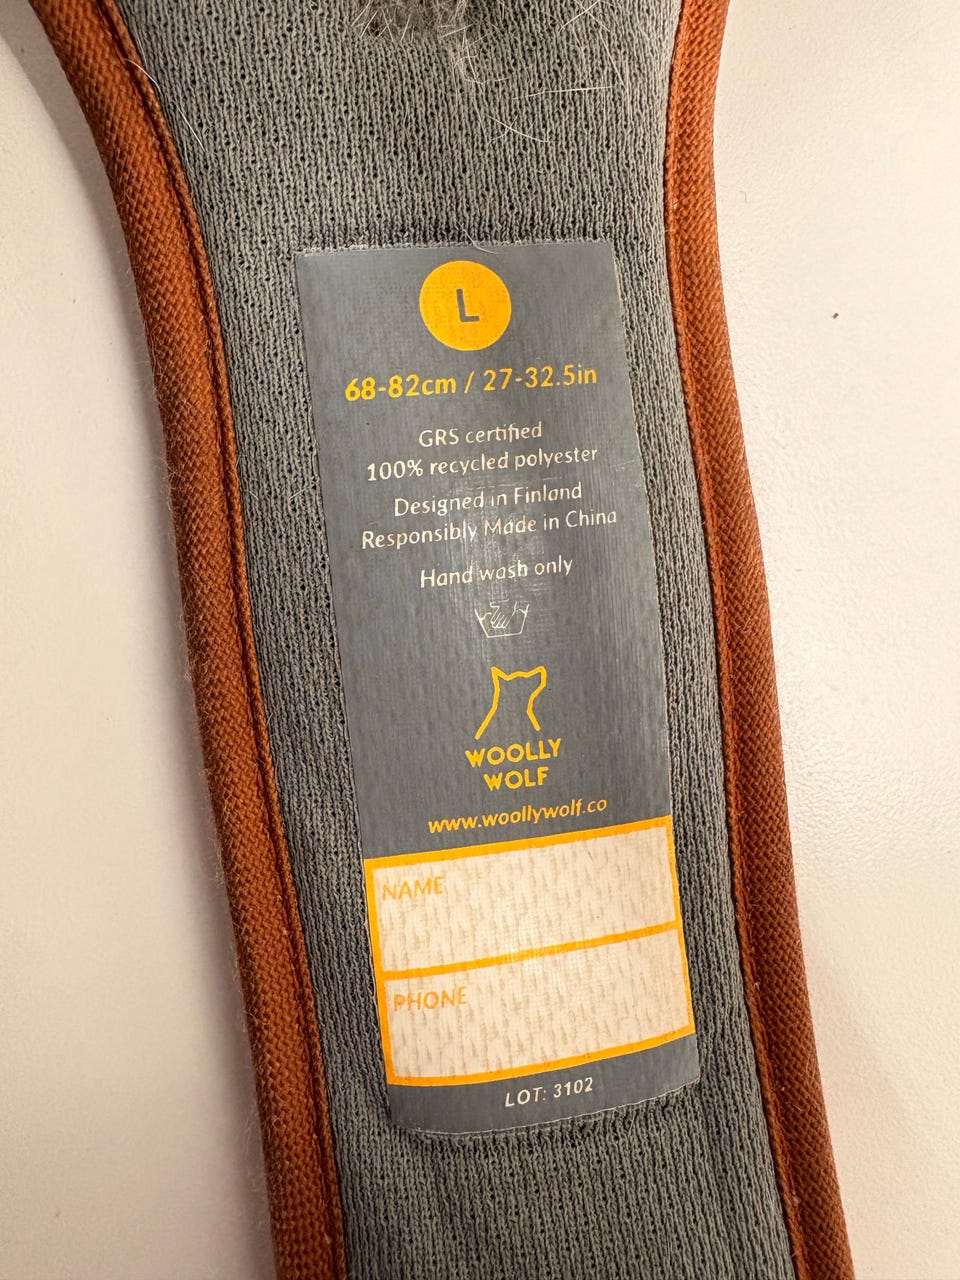 L
68-82cm / 27-32.5in
GRS certified
100% recycled polyester
Designed in Finland
Responsibly Made in China
Hand wash only
WOOLLY
WOLF
www.woollywolf.co
NAME
PHONE
LOT: 3102